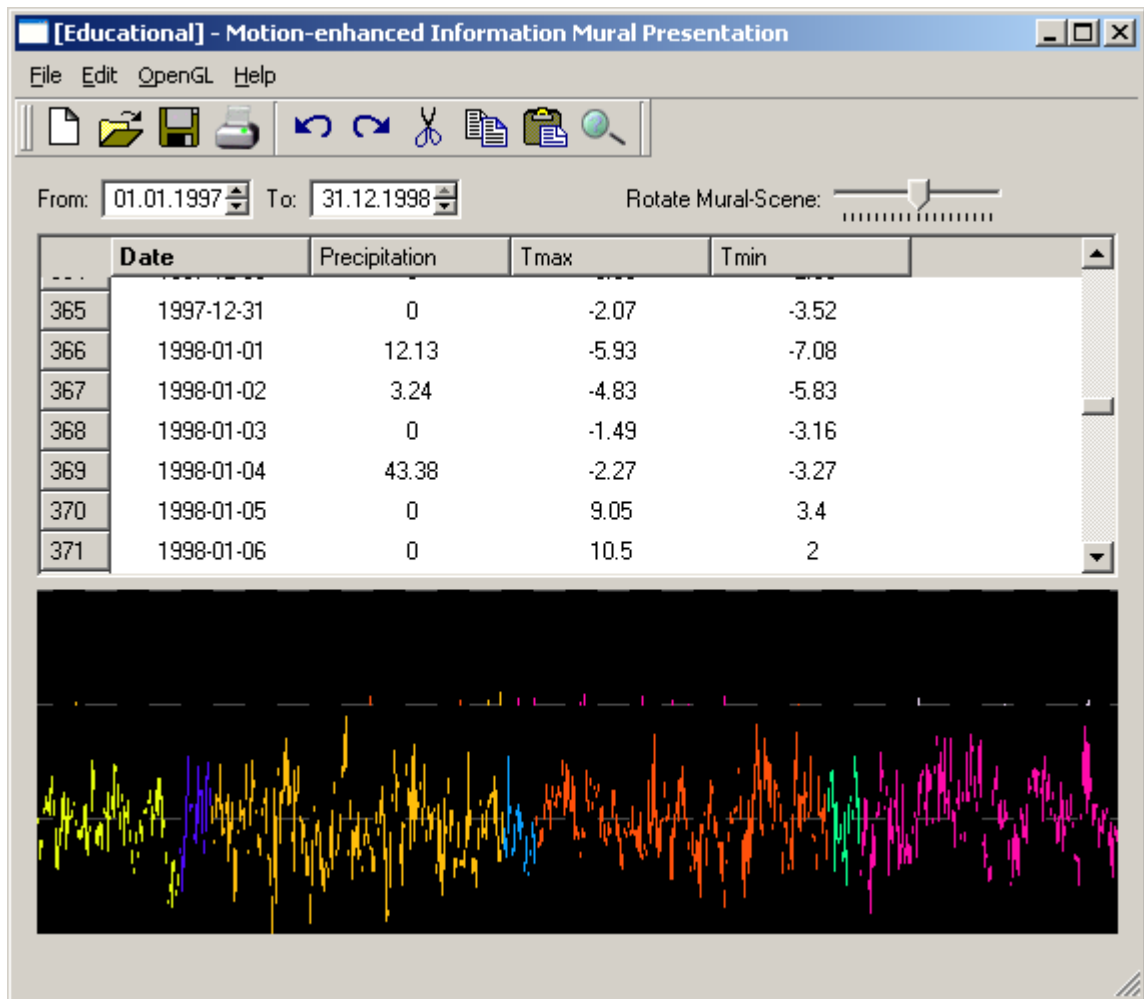 [Educational] - Motion-enhanced Information Mural Presentation
File Edit OpenGL Help
From: 01.01.1997 To: 31.12.1998 Rotate Mural-Scene:
Date Precipitation Tmax Tmin
365 1997-12-31 0 -2.07 -3.52
366 1998-01-01 12.13 -5.93 -7.08
367 1998-01-02 3.24 -4.83 -5.83
368 1998-01-03 0 -1.49 -3.16
369 1998-01-04 43.38 -2.27 -3.27
370 1998-01-05 0 9.05 3.4
371 1998-01-06 0 10.5 2